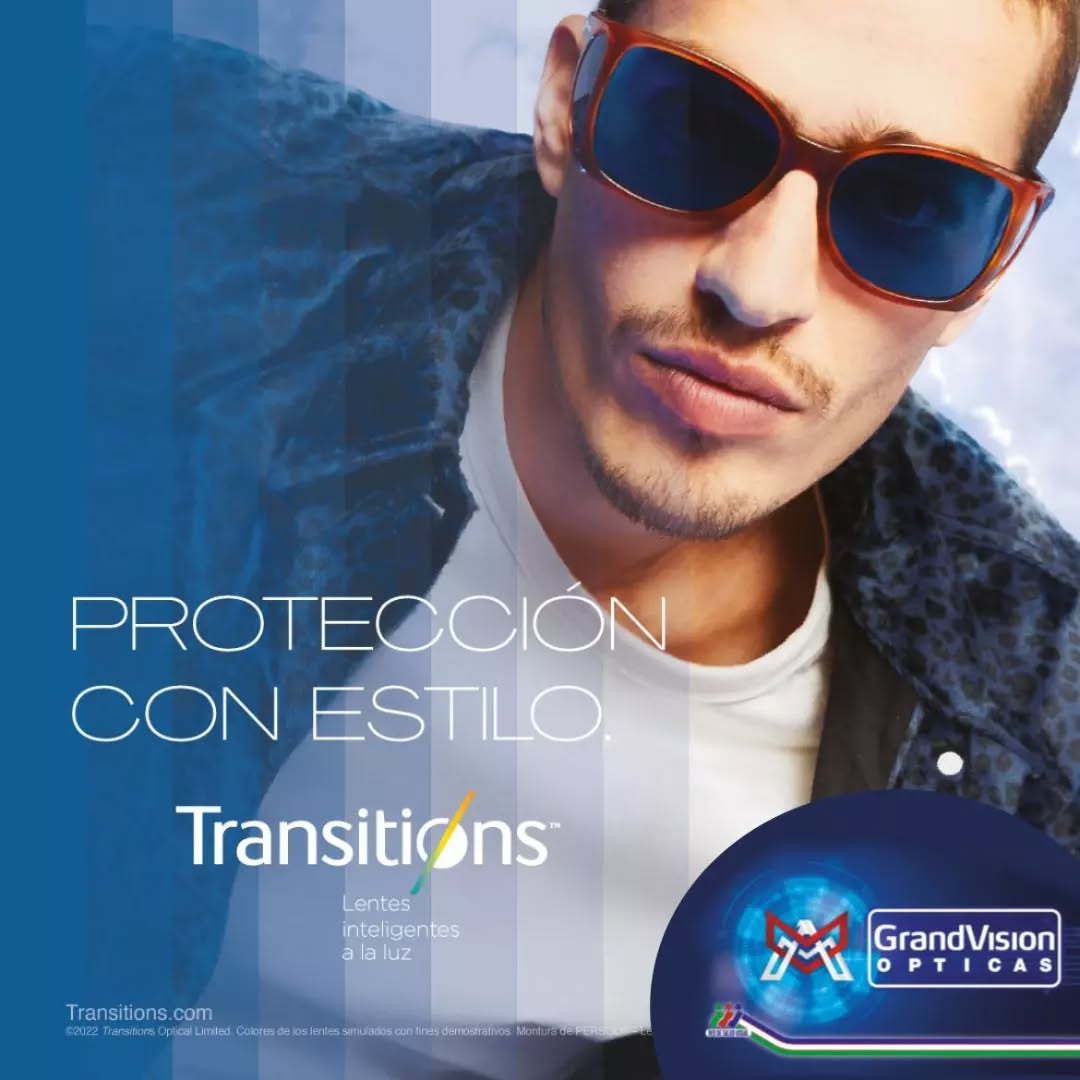 PROTECCIÓN
CON ESTILO.
Transitions™
Lentes
inteligentes
a la luz
GrandVision
OPTICAS
Transitions.com
©2022 Transitions Optical Limited. Colores de los lentes simulados con fines demostrativos. Montura de PERSOL® - Le